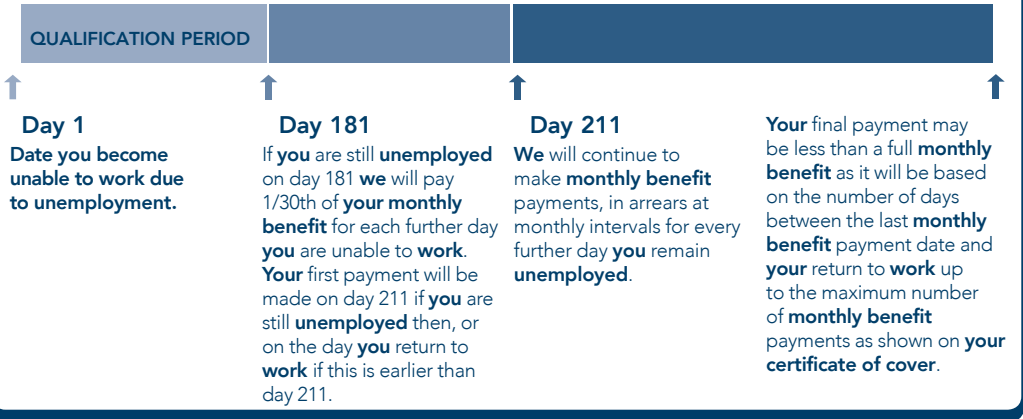 QUALIFICATION PERIOD
Day 1
Date you become
unable to work due
to unemployment.
Day 181
If you are still unemployed
on day 181 we will pay
1/30th of your monthly
benefit for each further day
you are unable to work.
Your first payment will be
made on day 211 if you are
still unemployed then, or
on the day you return to
work if this is earlier than
day 211.
Day 211
We will continue to
make monthly benefit
payments, in arrears at
monthly intervals for every
further day you remain
unemployed.
Your final payment may
be less than a full monthly
benefit as it will be based
on the number of days
between the last monthly
benefit payment date and
your return to work up
to the maximum number
of monthly benefit
payments as shown on your
certificate of cover.